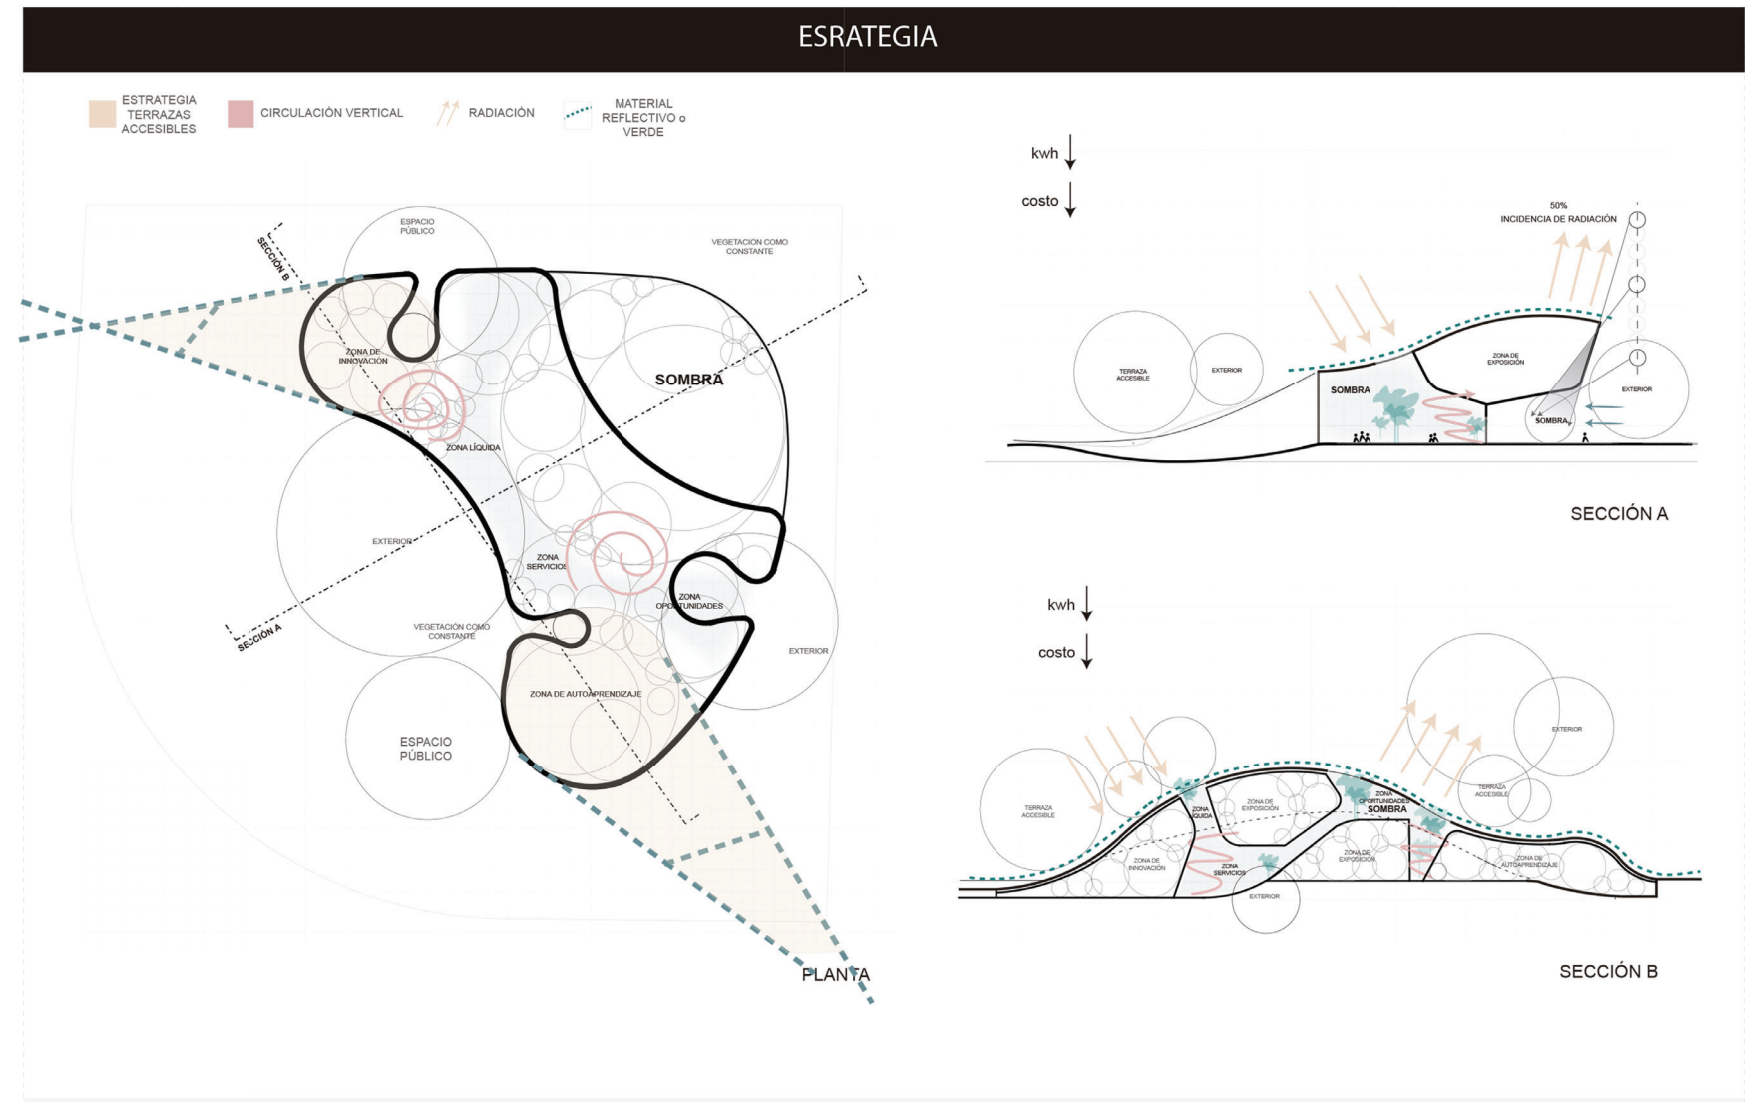 ESRATEGIA
ESTRATEGIA
TERRAZAS
ACCESIBLES
CIRCULACIÓN VERTICAL
RADIACIÓN
MATERIAL
REFLECTIVO o
VERDE
ESPACIO
PÚBLICO
VEGETACION COMO
CONSTANTE
SECCIÓN B
ZONA DE
INNOVACIÓN
SOMBRA
ZONA LÍQUIDA
EXTERIOR
ZONA
SERVICIOS
ZONA
OPORTUNIDADES
SECCIÓN A
VEGETACIÓN COMO
CONSTANTE
EXTERIOR
ZONA DE AUTOAPRENDIZAJE
ESPACIO
PÚBLICO
PLANTA
kwh
costo
50%
INCIDENCIA DE RADIACIÓN
TERRAZA
ACCESIBLE
EXTERIOR
ZONA DE
EXPOSICIÓN
SOMBRA
EXTERIOR
SOMBRA
SECCIÓN A
kwh
costo
EXTERIOR
TERRAZA
ACCESIBLE
TERRAZA
ACCESIBLE
ZONA
LIQUIDA
ZONA DE
EXPOSICIÓN
ZONA
OPORTUNIDADES
SOMBRA
ZONA DE
INNOVACIÓN
ZONA
SERVICIOS
ZONA DE
EXPOSICIÓN
ZONA DE
AUTOAPRENDIZAJE
EXTERIOR
SECCIÓN B